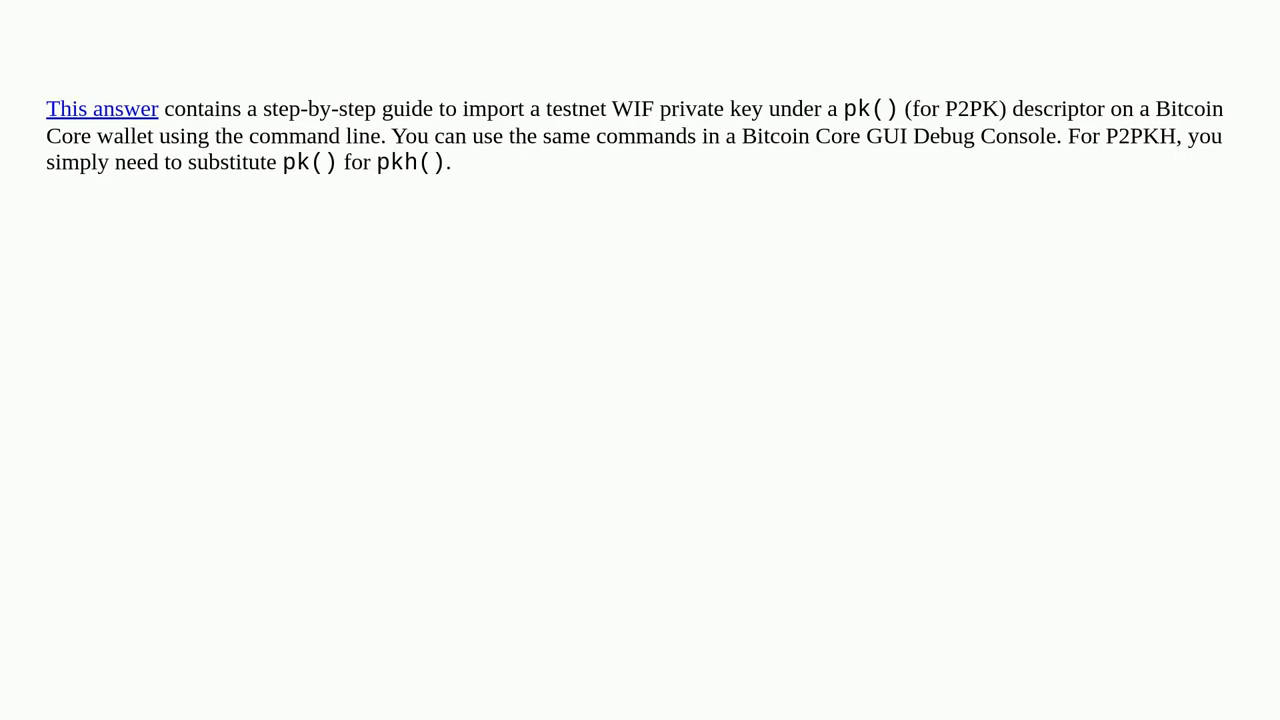 This answer contains a step-by-step guide to import a testnet WIF private key under a pk() (for P2PK) descriptor on a Bitcoin
Core wallet using the command line. You can use the same commands in a Bitcoin Core GUI Debug Console. For P2PKH, you
simply need to substitute pk() for pkh().